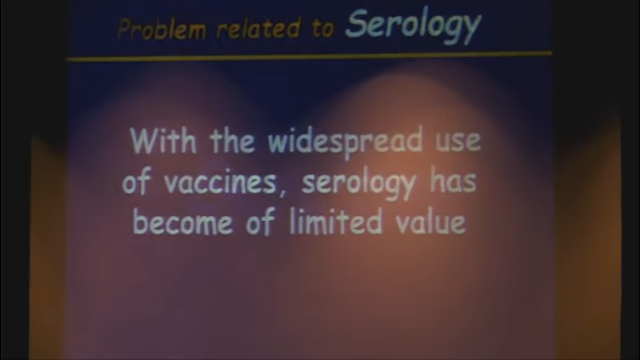 Problem related to Serology
With the widespread use
of vaccines, serology has
become of limited value